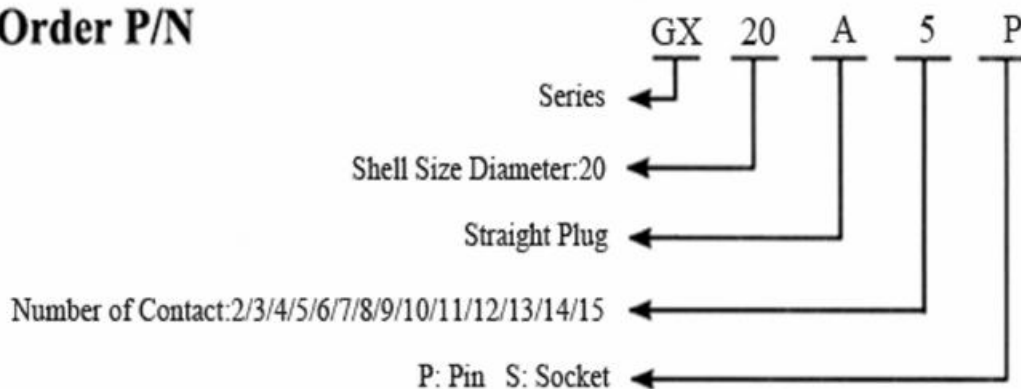 Order P/N
GX 20 A 5 P
Series
Shell Size Diameter:20
Straight Plug
Number of Contact:2/3/4/5/6/7/8/9/10/11/12/13/14/15
P: Pin S: Socket